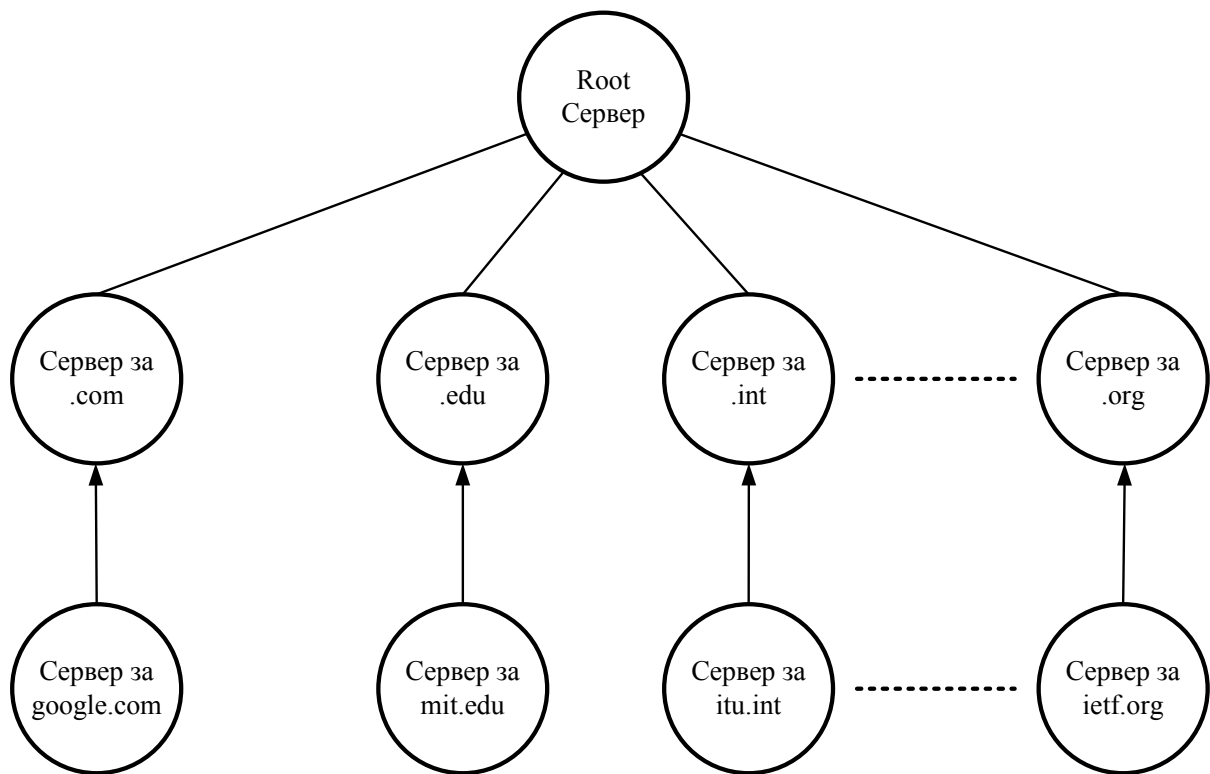 Root
Сервер
Сервер за
.com
Сервер за
.edu
Сервер за
.int
Сервер за
.org
Сервер за
google.com
Сервер за
mit.edu
Сервер за
itu.int
Сервер за
ietf.org